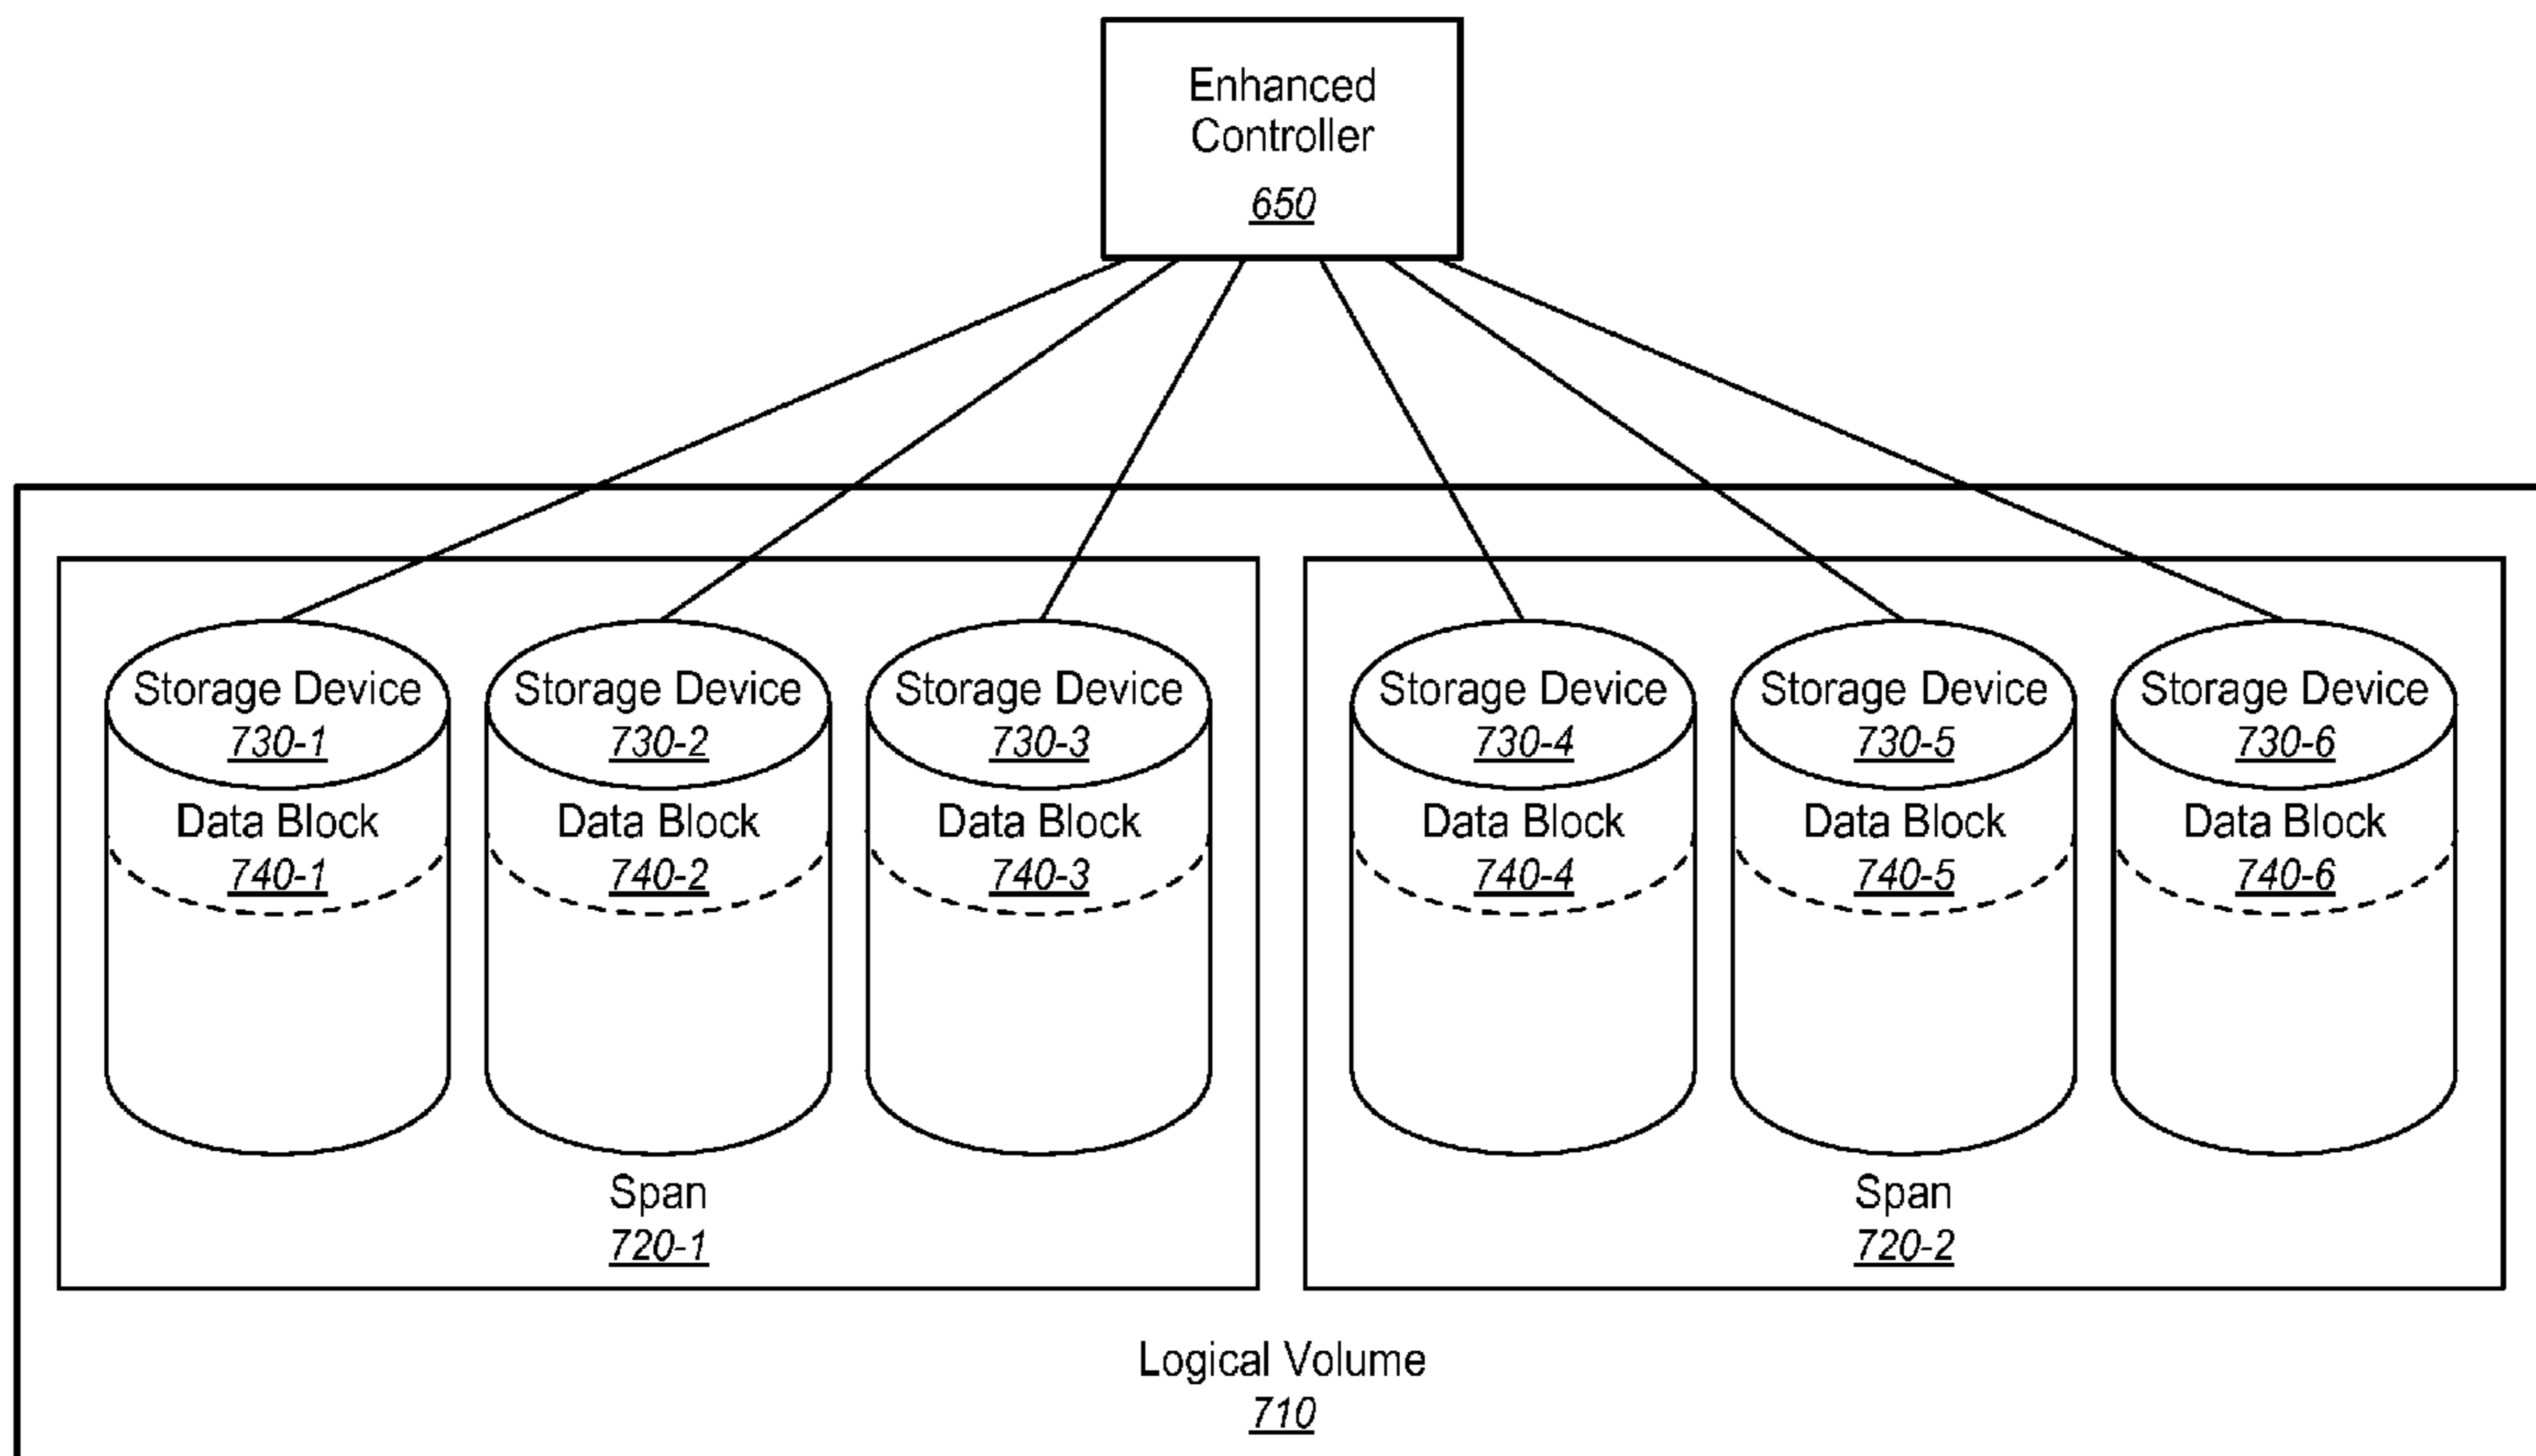 Enhanced
Controller
650
Storage Device
730-1
Data Block
740-1
Storage Device
730-2
Data Block
740-2
Storage Device
730-3
Data Block
740-3
Span
720-1
Storage Device
730-4
Data Block
740-4
Storage Device
730-5
Data Block
740-5
Storage Device
730-6
Data Block
740-6
Span
720-2
Logical Volume
710